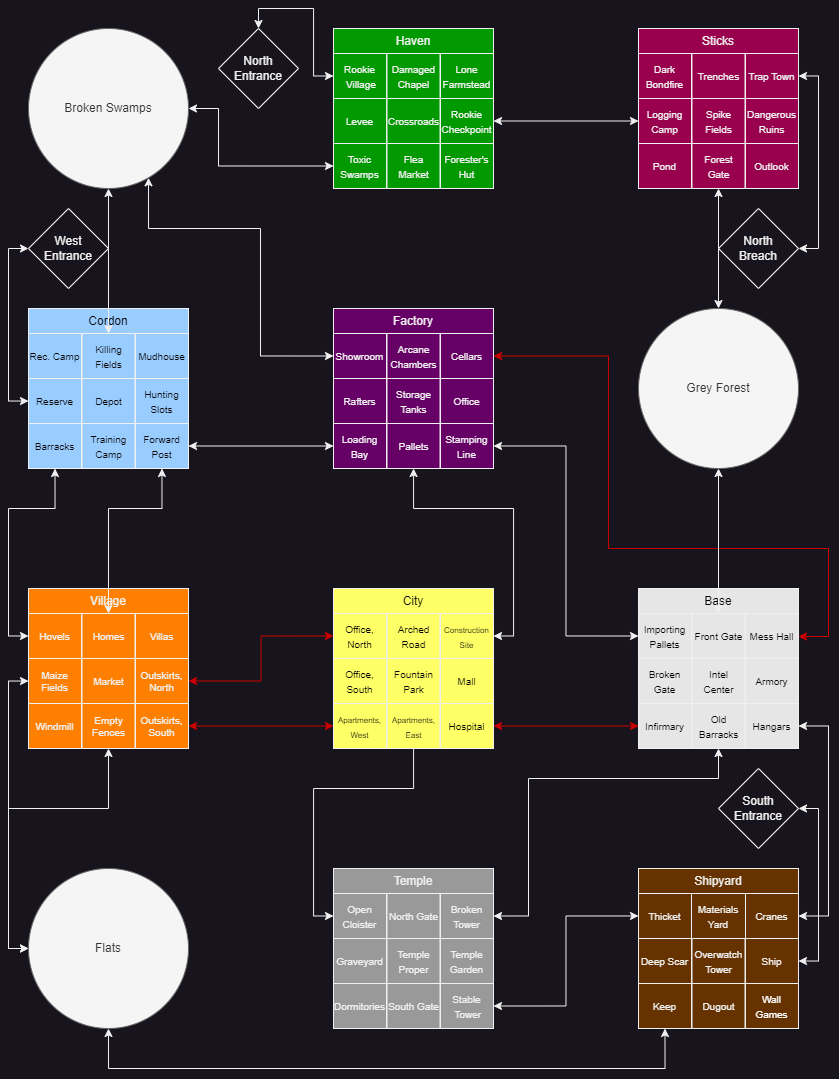 Broken Swamps
North
Entrance
Haven
Rookie
Village
Damaged
Chapel
Lone
Farmstead
Levee
Crossroads
Rookie
Checkpoint
Toxic
Swamps
Flea
Market
Forester's
Hut
Sticks
Dark
Bondfire
Trenches
Trap Town
Logging
Camp
Spike
Fields
Dangerous
Ruins
Pond
Forest
Gate
Outlook
West
Entrance
North
Breach
Cordon
Rec. Camp
Killing
Fields
Mudhouse
Reserve
Depot
Hunting
Slots
Barracks
Training
Camp
Forward
Post
Factory
Showroom
Arcane
Chambers
Cellars
Rafters
Storage
Tanks
Office
Loading
Bay
Pallets
Stamping
Line
Grey Forest
Village
Hovels
Homes
Villas
Maize
Fields
Market
Outskirts,
North
Windmill
Empty
Fences
Outskirts,
South
City
Office,
North
Arched
Road
Construction
Site
Office,
South
Fountain
Park
Mall
Apartments,
West
Apartments,
East
Hospital
Base
Importing
Pallets
Front Gate
Mess Hall
Broken
Gate
Intel
Center
Armory
Infirmary
Old
Barracks
Hangars
South
Entrance
Flats
Temple
Open
Cloister
North Gate
Broken
Tower
Graveyard
Temple
Proper
Temple
Garden
Dormitories
South Gate
Stable
Tower
Shipyard
Thicket
Materials
Yard
Cranes
Deep Scar
Overwatch
Tower
Ship
Keep
Dugout
Wall
Games